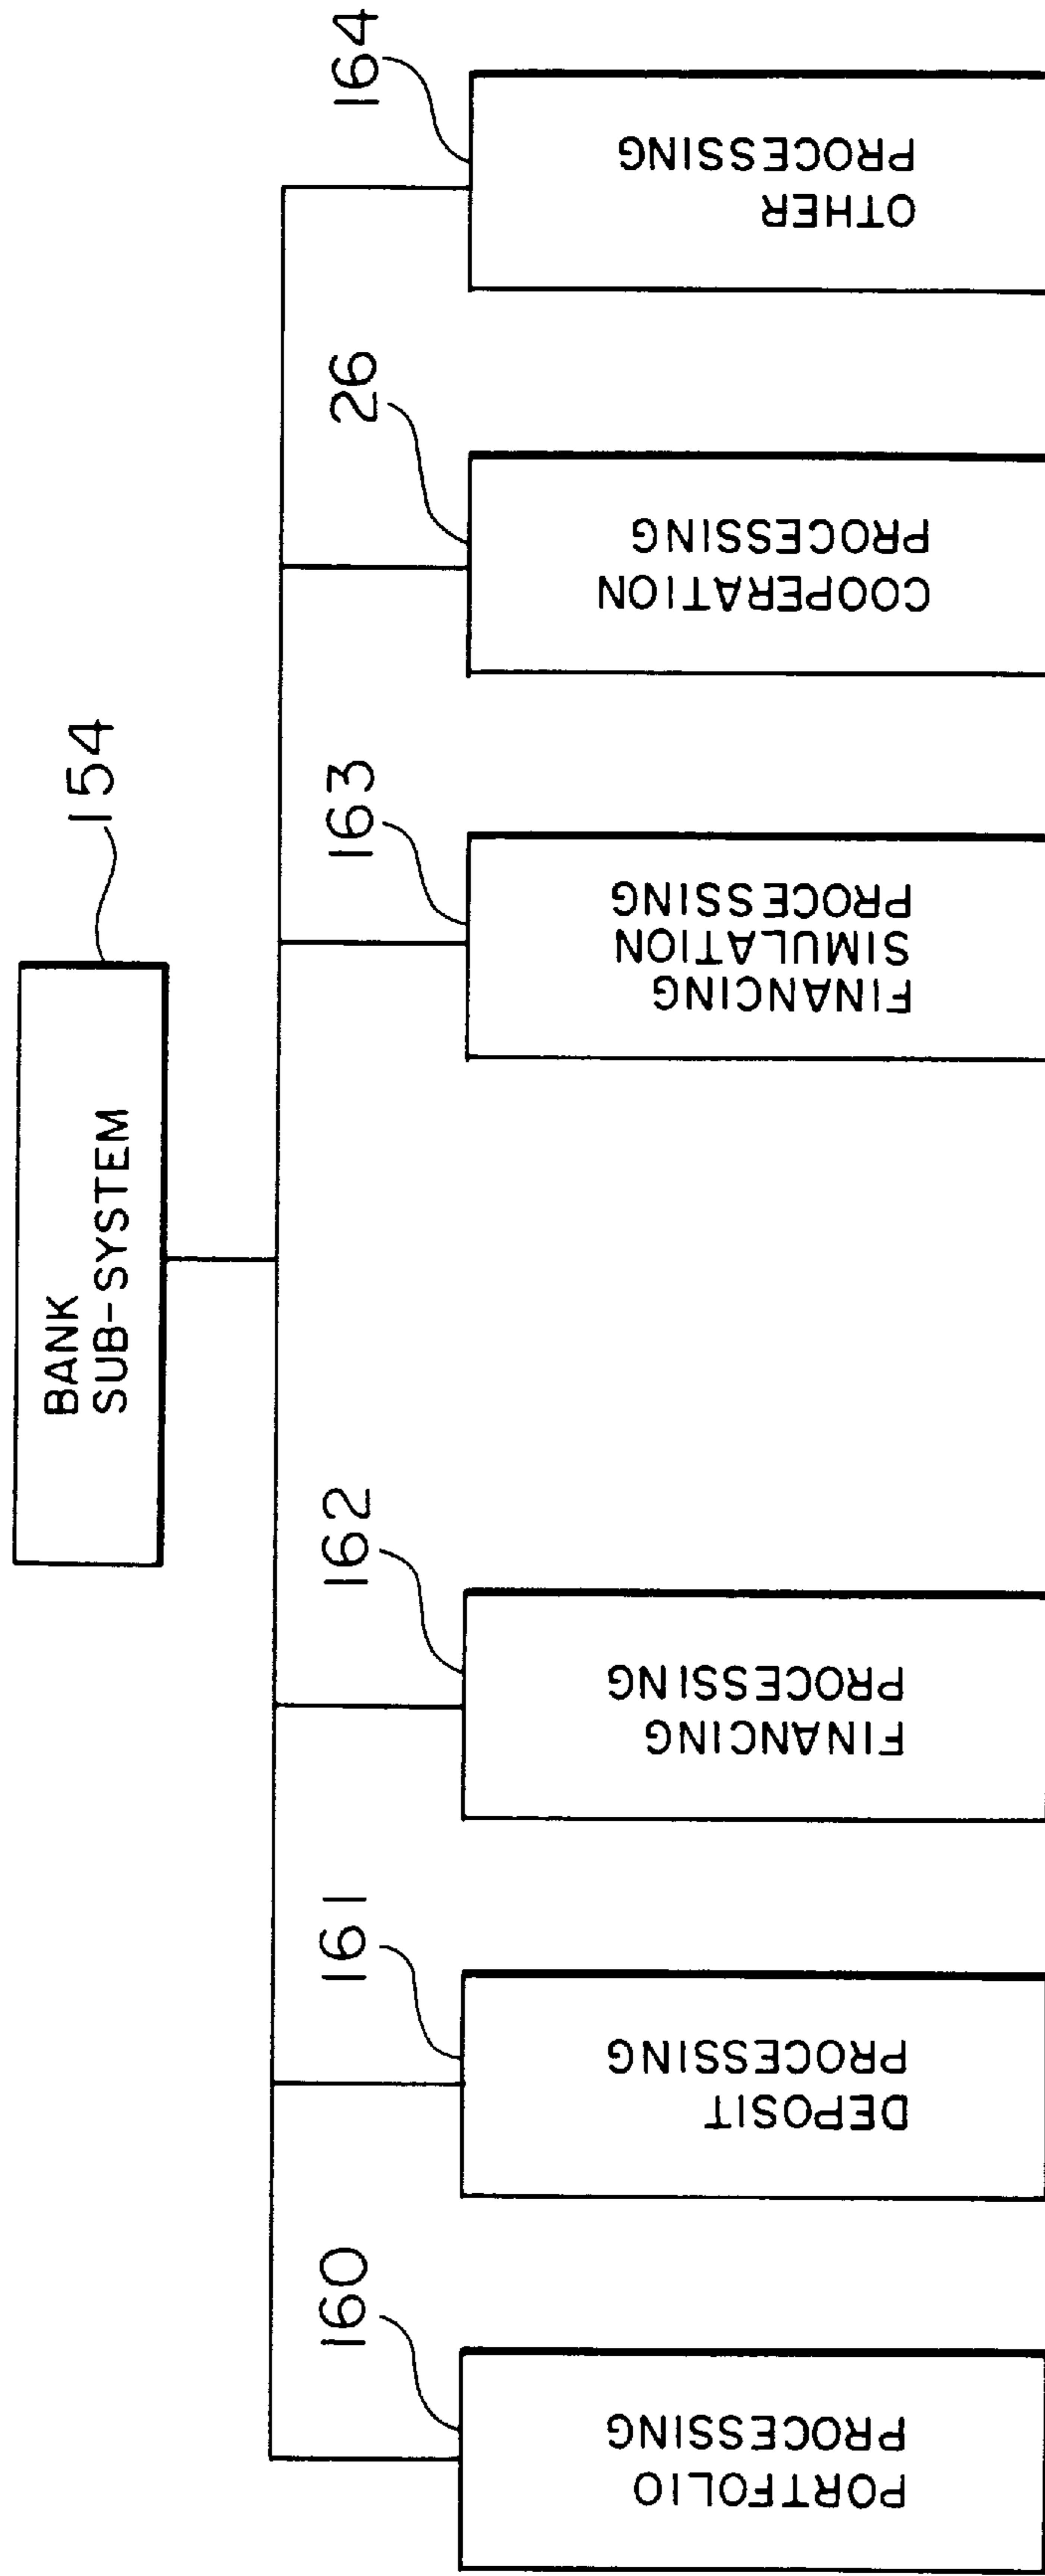 BANK
SUB-SYSTEM
154
160
PORTFOLIO
PROCESSING
161
DEPOSIT
PROCESSING
162
FINANCING
PROCESSING
163
FINANCING
SIMULATION
PROCESSING
26
COOPERATION
PROCESSING
164
OTHER
PROCESSING